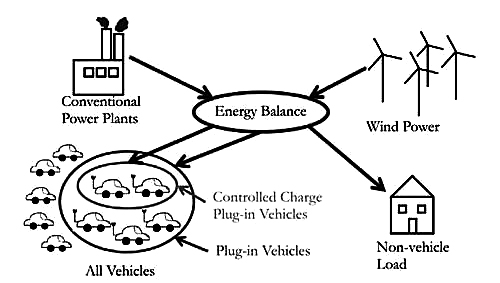 Conventional
Power Plants
Energy Balance
Wind Power
Controlled Charge
Plug-in Vehicles
Plug-in Vehicles
All Vehicles
Non-vehicle
Load